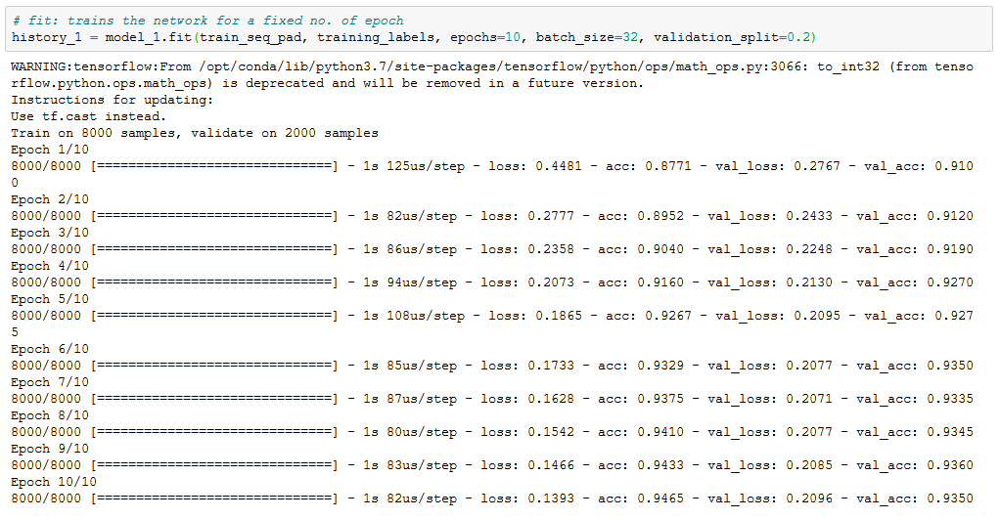 # fit: trains the network for a fixed no. of epoch
history_1 = model_1.fit(train_seq_pad, training_labels, epochs=10, batch_size=32, validation_split=0.2)
WARNING:tensorflow:From /opt/conda/lib/python3.7/site-packages/tensorflow/python/ops/math_ops.py:3066: to_int32 (from tenso
rflow.python.ops.math_ops) is deprecated and will be removed in a future version.
Instructions for updating:
Use tf.cast instead.
Train on 8000 samples, validate on 2000 samples
Epoch 1/10
8000/8000 [==============================] - 1s 125us/step - loss: 0.4481 - acc: 0.8771 - val_loss: 0.2767 - val_acc: 0.910
0
Epoch 2/10
8000/8000 [==============================] - 1s 82us/step - loss: 0.2777 - acc: 0.8952 - val_loss: 0.2433 - val_acc: 0.9120
Epoch 3/10
8000/8000 [==============================] - 1s 86us/step - loss: 0.2358 - acc: 0.9040 - val_loss: 0.2248 - val_acc: 0.9190
Epoch 4/10
8000/8000 [==============================] - 1s 94us/step - loss: 0.2073 - acc: 0.9160 - val_loss: 0.2130 - val_acc: 0.9270
Epoch 5/10
8000/8000 [==============================] - 1s 108us/step - loss: 0.1865 - acc: 0.9267 - val_loss: 0.2095 - val_acc: 0.927
5
Epoch 6/10
8000/8000 [==============================] - 1s 85us/step - loss: 0.1733 - acc: 0.9329 - val_loss: 0.2077 - val_acc: 0.9350
Epoch 7/10
8000/8000 [==============================] - 1s 87us/step - loss: 0.1628 - acc: 0.9375 - val_loss: 0.2071 - val_acc: 0.9335
Epoch 8/10
8000/8000 [==============================] - 1s 80us/step - loss: 0.1542 - acc: 0.9410 - val_loss: 0.2077 - val_acc: 0.9345
Epoch 9/10
8000/8000 [==============================] - 1s 83us/step - loss: 0.1466 - acc: 0.9433 - val_loss: 0.2085 - val_acc: 0.9360
Epoch 10/10
8000/8000 [==============================] - 1s 82us/step - loss: 0.1393 - acc: 0.9465 - val_loss: 0.2096 - val_acc: 0.9350